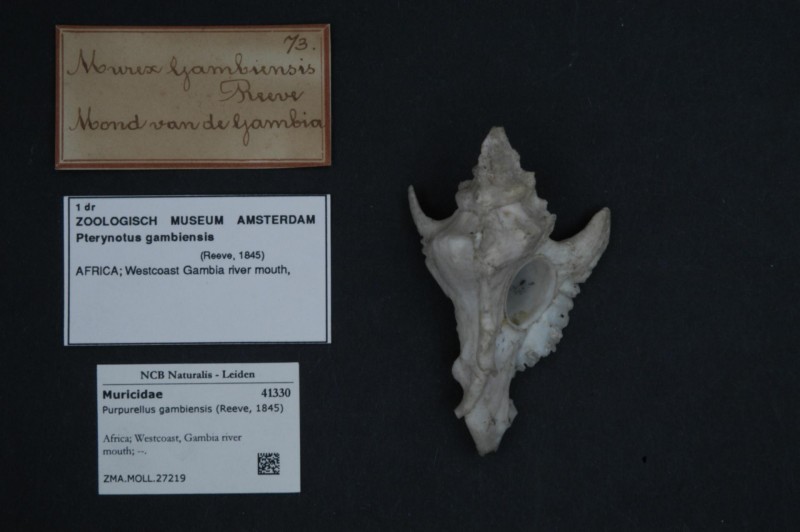 73.
Murex Gambiensis
Reeve
Mond van de Gambia
1 dr
ZOOLOGISCH MUSEUM AMSTERDAM
Pterynotus gambiensis
(Reeve, 1845)
AFRICA; Westcoast Gambia river mouth,
NCB Naturalis - Leiden
Muricidae 41330
Purpurellus gambiensis (Reeve, 1845)
Africa; Westcoast, Gambia river
mouth; --.
ZMA.MOLL.27219